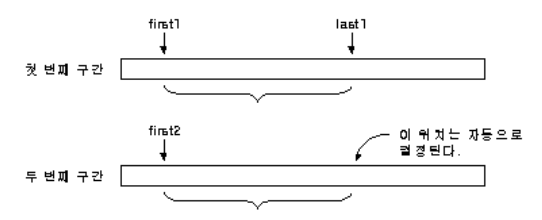 first1
last1
첫 번째 구간
first2
이 위치는 자동으로
결정된다.
두 번째 구간